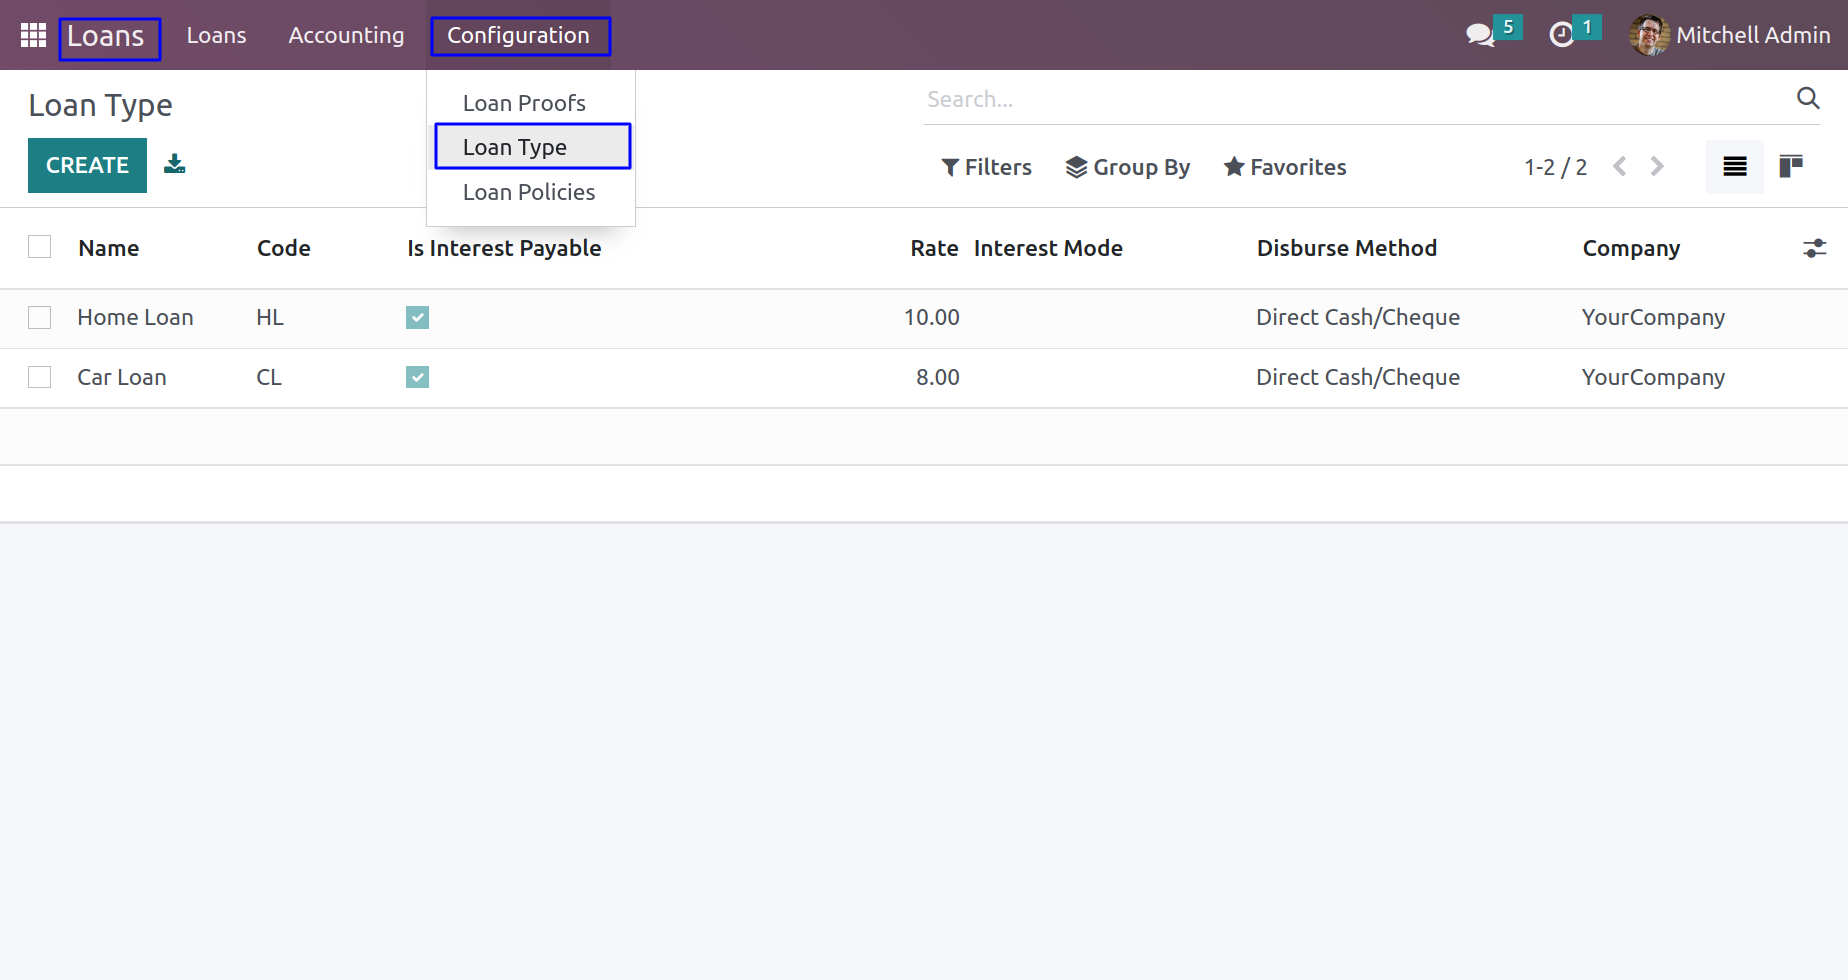 Loans Loans Accounting Configuration 5 1 Mitchell Admin
Loan Type
Search...
Loan Proofs
Loan Type
Loan Policies
CREATE
Filters Group By Favorites 1-2 / 2
Name Code Is Interest Payable Rate Interest Mode Disburse Method Company
Home Loan HL 10.00 Direct Cash/Cheque YourCompany
Car Loan CL 8.00 Direct Cash/Cheque YourCompany